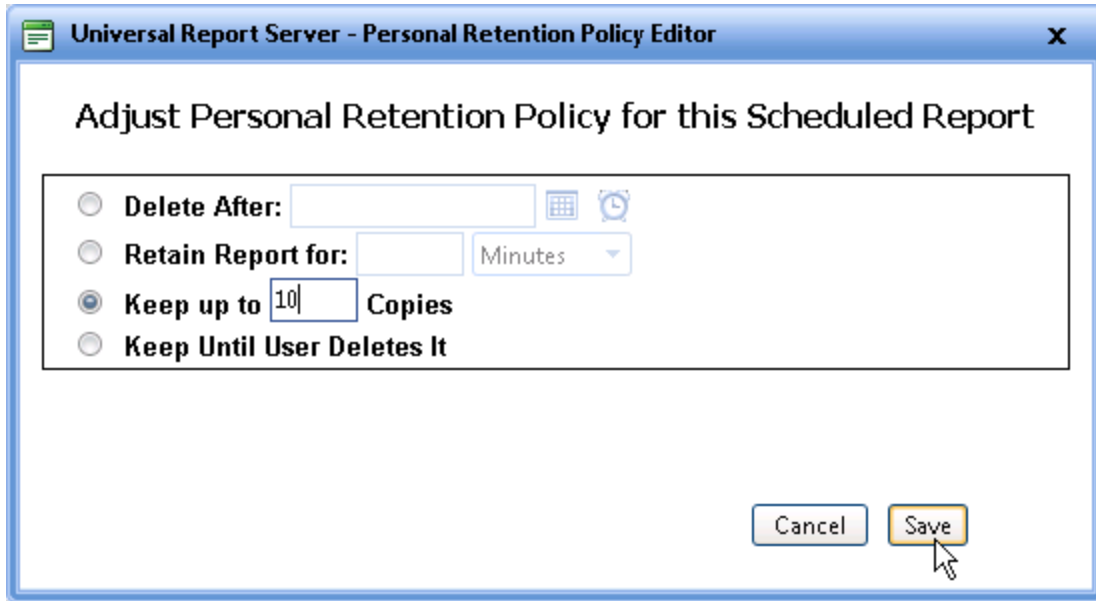 Universal Report Server - Personal Retention Policy Editor x
Adjust Personal Retention Policy for this Scheduled Report
Delete After:
Retain Report for: Minutes
Keep up to 10 Copies
Keep Until User Deletes It
Cancel Save